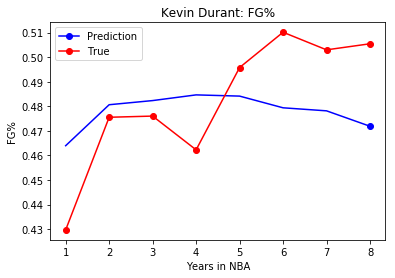 Kevin Durant: FG%
Prediction
True
FG%
0.51
0.50
0.49
0.48
0.47
0.46
0.45
0.44
0.43
1 2 3 4 5 6 7 8
Years in NBA